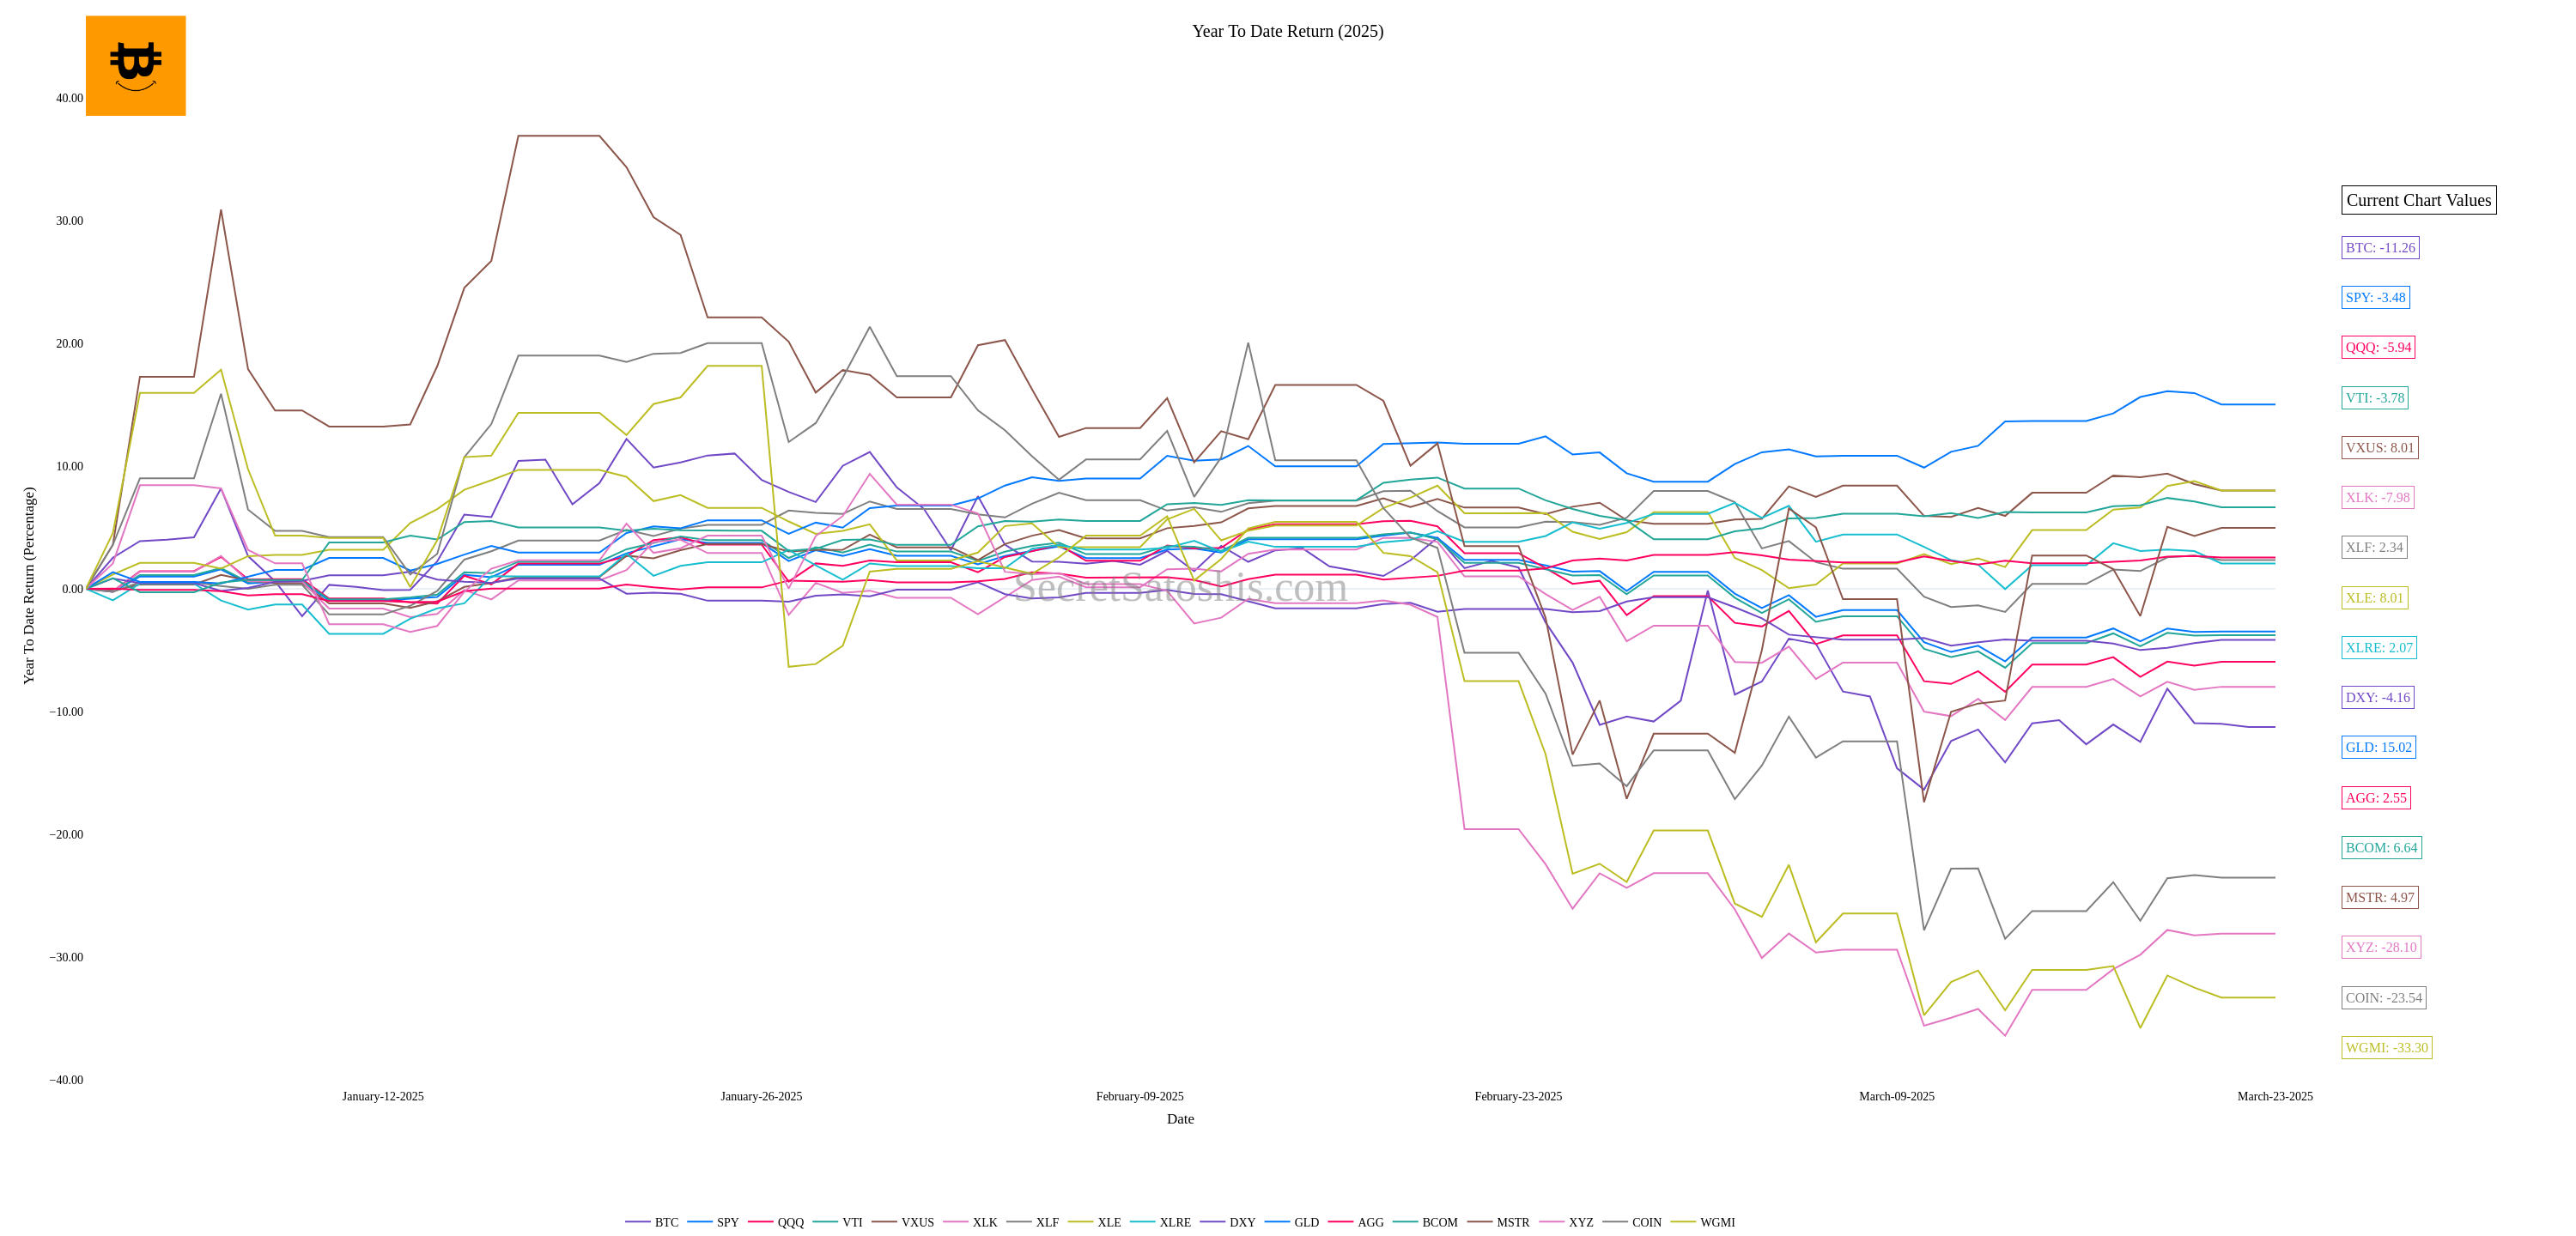 Year To Date Return (2025)
40.00
30.00
20.00
10.00
0.00
−10.00
−20.00
−30.00
−40.00
Year To Date Return (Percentage)
SecretSatoshis.com
January-12-2025
January-26-2025
February-09-2025
February-23-2025
March-09-2025
March-23-2025
Date
Current Chart Values
BTC: -11.26
SPY: -3.48
QQQ: -5.94
VTI: -3.78
VXUS: 8.01
XLK: -7.98
XLF: 2.34
XLE: 8.01
XLRE: 2.07
DXY: -4.16
GLD: 15.02
AGG: 2.55
BCOM: 6.64
MSTR: 4.97
XYZ: -28.10
COIN: -23.54
WGMI: -33.30
BTC SPY QQQ VTI VXUS XLK XLF XLE XLRE DXY GLD AGG BCOM MSTR XYZ COIN WGMI